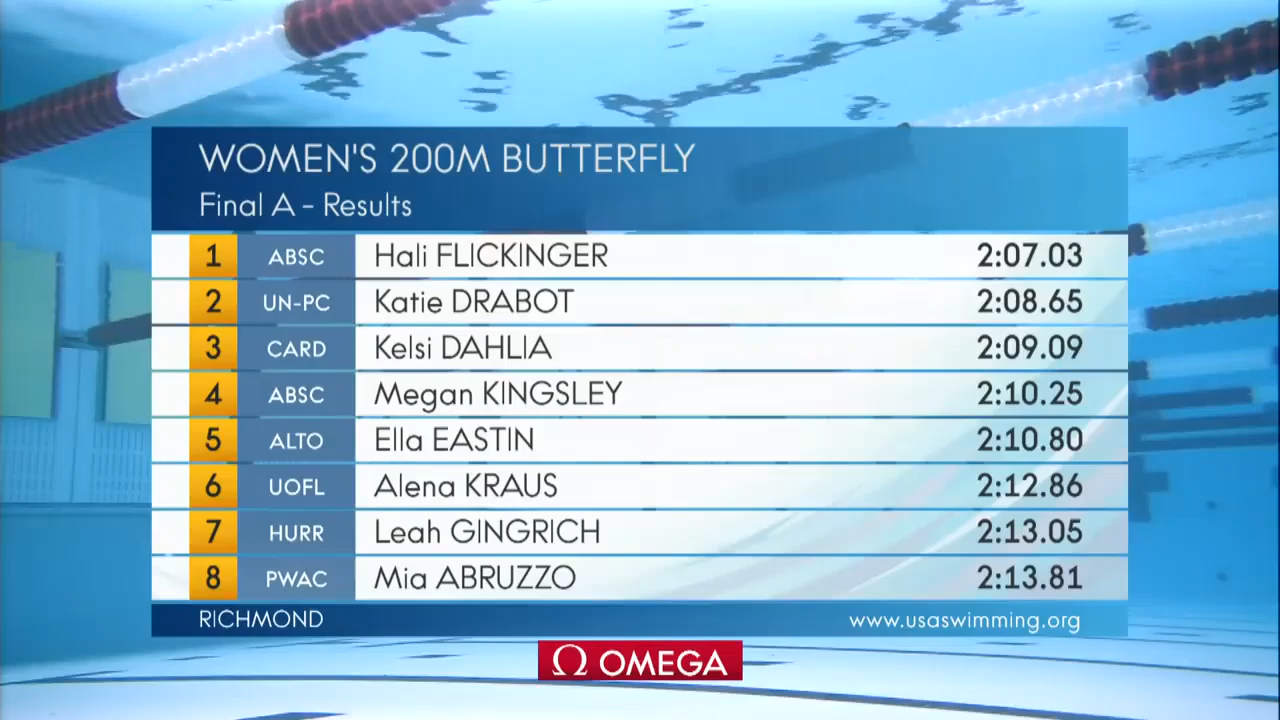 WOMEN'S 200M BUTTERFLY
Final A - Results
1 ABSC Hali FLICKINGER 2:07.03
2 UN-PC Katie DRABOT 2:08.65
3 CARD Kelsi DAHLIA 2:09.09
4 ABSC Megan KINGSLEY 2:10.25
5 ALTO Ella EASTIN 2:10.80
6 UOFL Alena KRAUS 2:12.86
7 HURR Leah GINGRICH 2:13.05
8 PWAC Mia ABRUZZO 2:13.81
RICHMOND www.usaswimming.org
Ω OMEGA